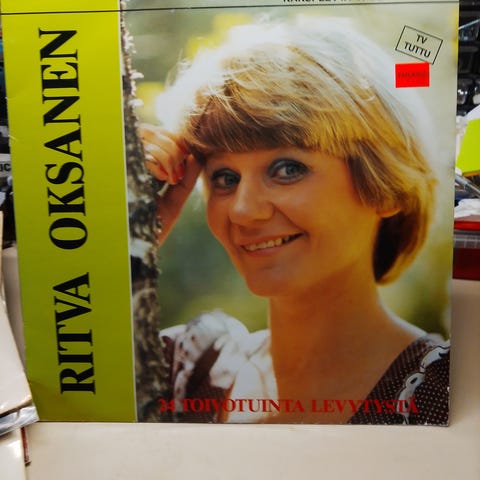 TV
TUTTU
RITVA OKSANEN
24 TOIVOTUINTA LEVYTYSTÄ